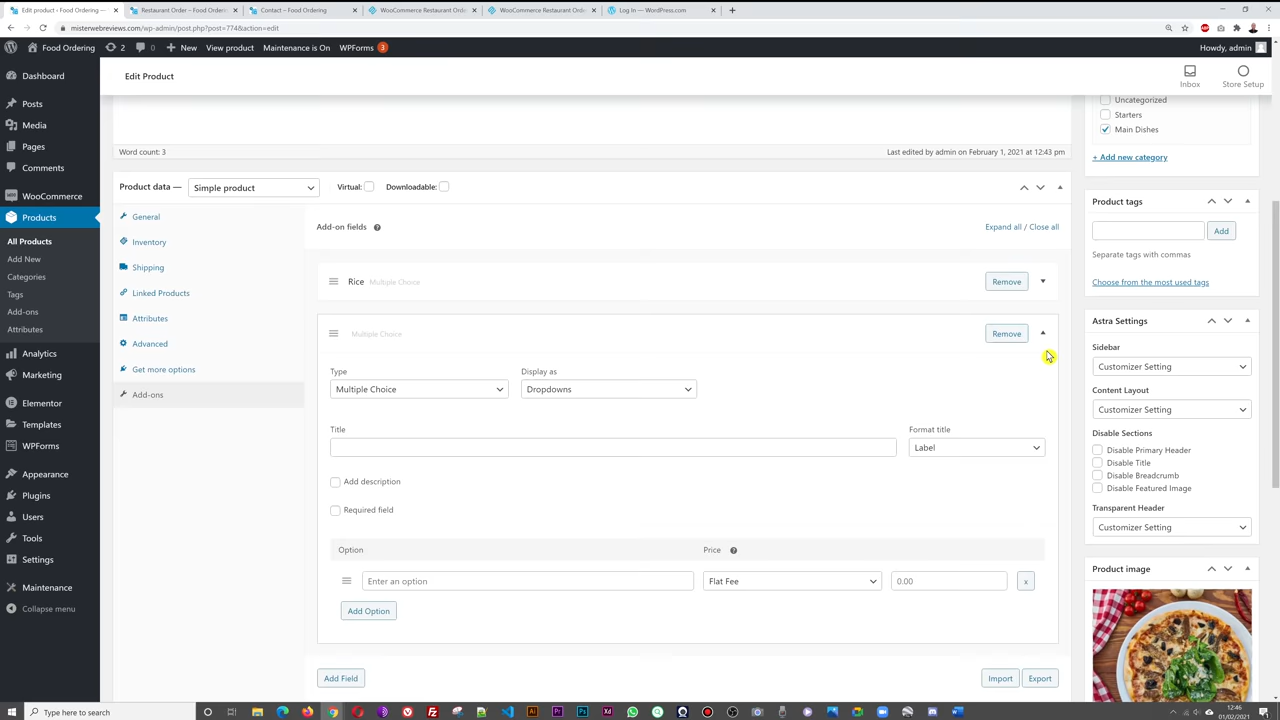 Edit product ‹ Food Ordering —
Restaurant Order – Food Orderin
Contact – Food Ordering
WooCommerce Restaurant Orde
WooCommerce Restaurant Ordi
Log In — WordPress.com
misterwebreviews.com/wp-admin/post.php?post=774&action=edit
Food Ordering
2
0
New
View product
Maintenance is On
WPForms
3
Howdy, admin
Dashboard
Posts
Media
Pages
Comments
WooCommerce
Products
All Products
Add New
Categories
Tags
Add-ons
Attributes
Analytics
Marketing
Elementor
Templates
WPForms
Appearance
Plugins
Users
Tools
Settings
Maintenance
Collapse menu
Edit Product
Inbox
Store Setup
Word count: 3
Last edited by admin on February 1, 2021 at 12:43 pm
Product data —
Simple product
Virtual:
Downloadable:
General
Inventory
Shipping
Linked Products
Attributes
Advanced
Get more options
Add-ons
Add-on fields
Expand all / Close all
Rice Multiple Choice
Remove
Multiple Choice
Remove
Type
Display as
Multiple Choice
Dropdowns
Title
Format title
Label
Add description
Required field
Option
Price
Enter an option
Flat Fee
0.00
x
Add Option
Add Field
Import
Export
Uncategorized
Starters
Main Dishes
+ Add new category
Product tags
Add
Separate tags with commas
Choose from the most used tags
Astra Settings
Sidebar
Customizer Setting
Content Layout
Customizer Setting
Disable Sections
Disable Primary Header
Disable Title
Disable Breadcrumb
Disable Featured Image
Transparent Header
Customizer Setting
Product image
Type here to search
12:46
01/02/2021